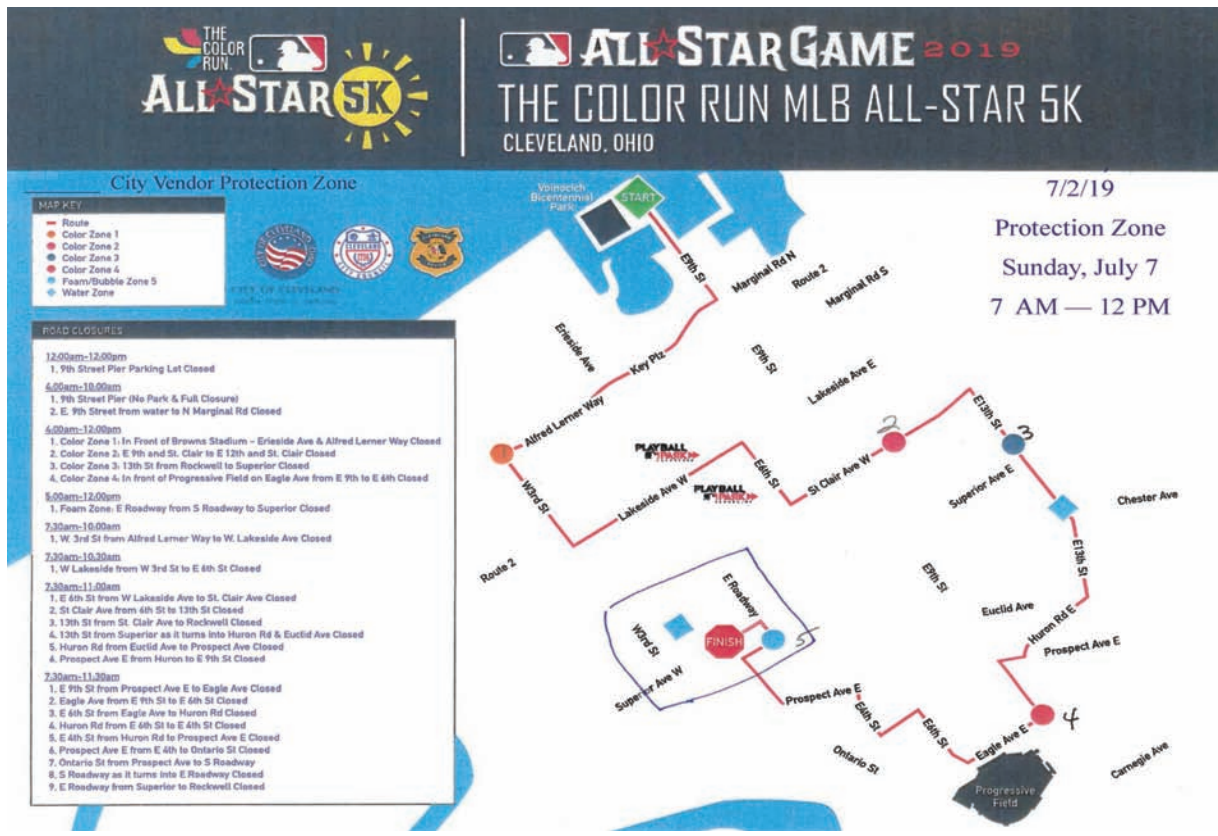 THE
COLOR
RUN.
ALL STAR 5K
ALL STAR GAME 2019
THE COLOR RUN MLB ALL-STAR 5K
CLEVELAND, OHIO
City Vendor Protection Zone
7/2/19
Protection Zone
Sunday, July 7
7 AM — 12 PM
MAP KEY
Route
Color Zone 1
Color Zone 2
Color Zone 3
Color Zone 4
Foam/Bubble Zone 5
Water Zone
CITY OF CLEVELAND
ROAD CLOSURES
12:00am-12:00pm
1. 9th Street Pier Parking Lot Closed
4:00am-10:00am
1. 9th Street Pier (No Park & Full Closure)
2. E. 9th Street from water to N Marginal Rd Closed
4:00am-12:00pm
1. Color Zone 1: In Front of Browns Stadium - Erieside Ave & Alfred Lerner Way Closed
2. Color Zone 2: E 9th and St. Clair to E 12th and St. Clair Closed
3. Color Zone 3: 13th St from Rockwell to Superior Closed
4. Color Zone 4: In front of Progressive Field on Eagle Ave from E 9th to E 6th Closed
5:00am-12:00pm
1. Foam Zone: E Roadway from S Roadway to Superior Closed
7:30am-10:00am
1. W 3rd St from Alfred Lerner Way to W. Lakeside Ave Closed
7:30am-10:30am
1. W Lakeside from W 3rd St to E 6th St Closed
7:30am-11:00am
1. E 6th St from W Lakeside Ave to St. Clair Ave Closed
2. St Clair Ave from 6th St to 13th St Closed
3. 13th St from St. Clair Ave to Rockwell Closed
4. 13th St from Superior as it turns into Huron Rd & Euclid Ave Closed
5. Huron Rd from Euclid Ave to Prospect Ave Closed
6. Prospect Ave E from Huron to E 9th St Closed
7:30am-11:30am
1. E 9th St from Prospect Ave E to Eagle Ave Closed
2. Eagle Ave from E 9th St to E 6th St Closed
3. E 6th St from Eagle Ave to Huron Rd Closed
4. Huron Rd from E 6th St to E 4th St Closed
5. E 4th St from Huron Rd to Prospect Ave E Closed
6. Prospect Ave E from E 4th to Ontario St Closed
7. Ontario St from Prospect Ave to S Roadway
8. S Roadway as it turns into E Roadway Closed
9. E Roadway from Superior to Rockwell Closed
Voinovich
Bicentennial
Park
START
E9th St
Marginal Rd N
Route 2
Marginal Rd S
Erieside Ave
Key Plz
E9th St
Lakeside Ave E
Alfred Lerner Way
1
W3rd St
Lakeside Ave W
PLAY BALL
PARK
PLAY BALL
PARK
E6th St
St Clair Ave W
2
E13th St
3
Superior Ave E
Chester Ave
E13th St
Route 2
E9th St
Euclid Ave
Huron Rd E
Prospect Ave E
E Roadway
W3rd St
FINISH
5
Superior Ave W
Prospect Ave E
E4th St
E6th St
Ontario St
Eagle Ave E
4
Carnegie Ave
Progressive
Field